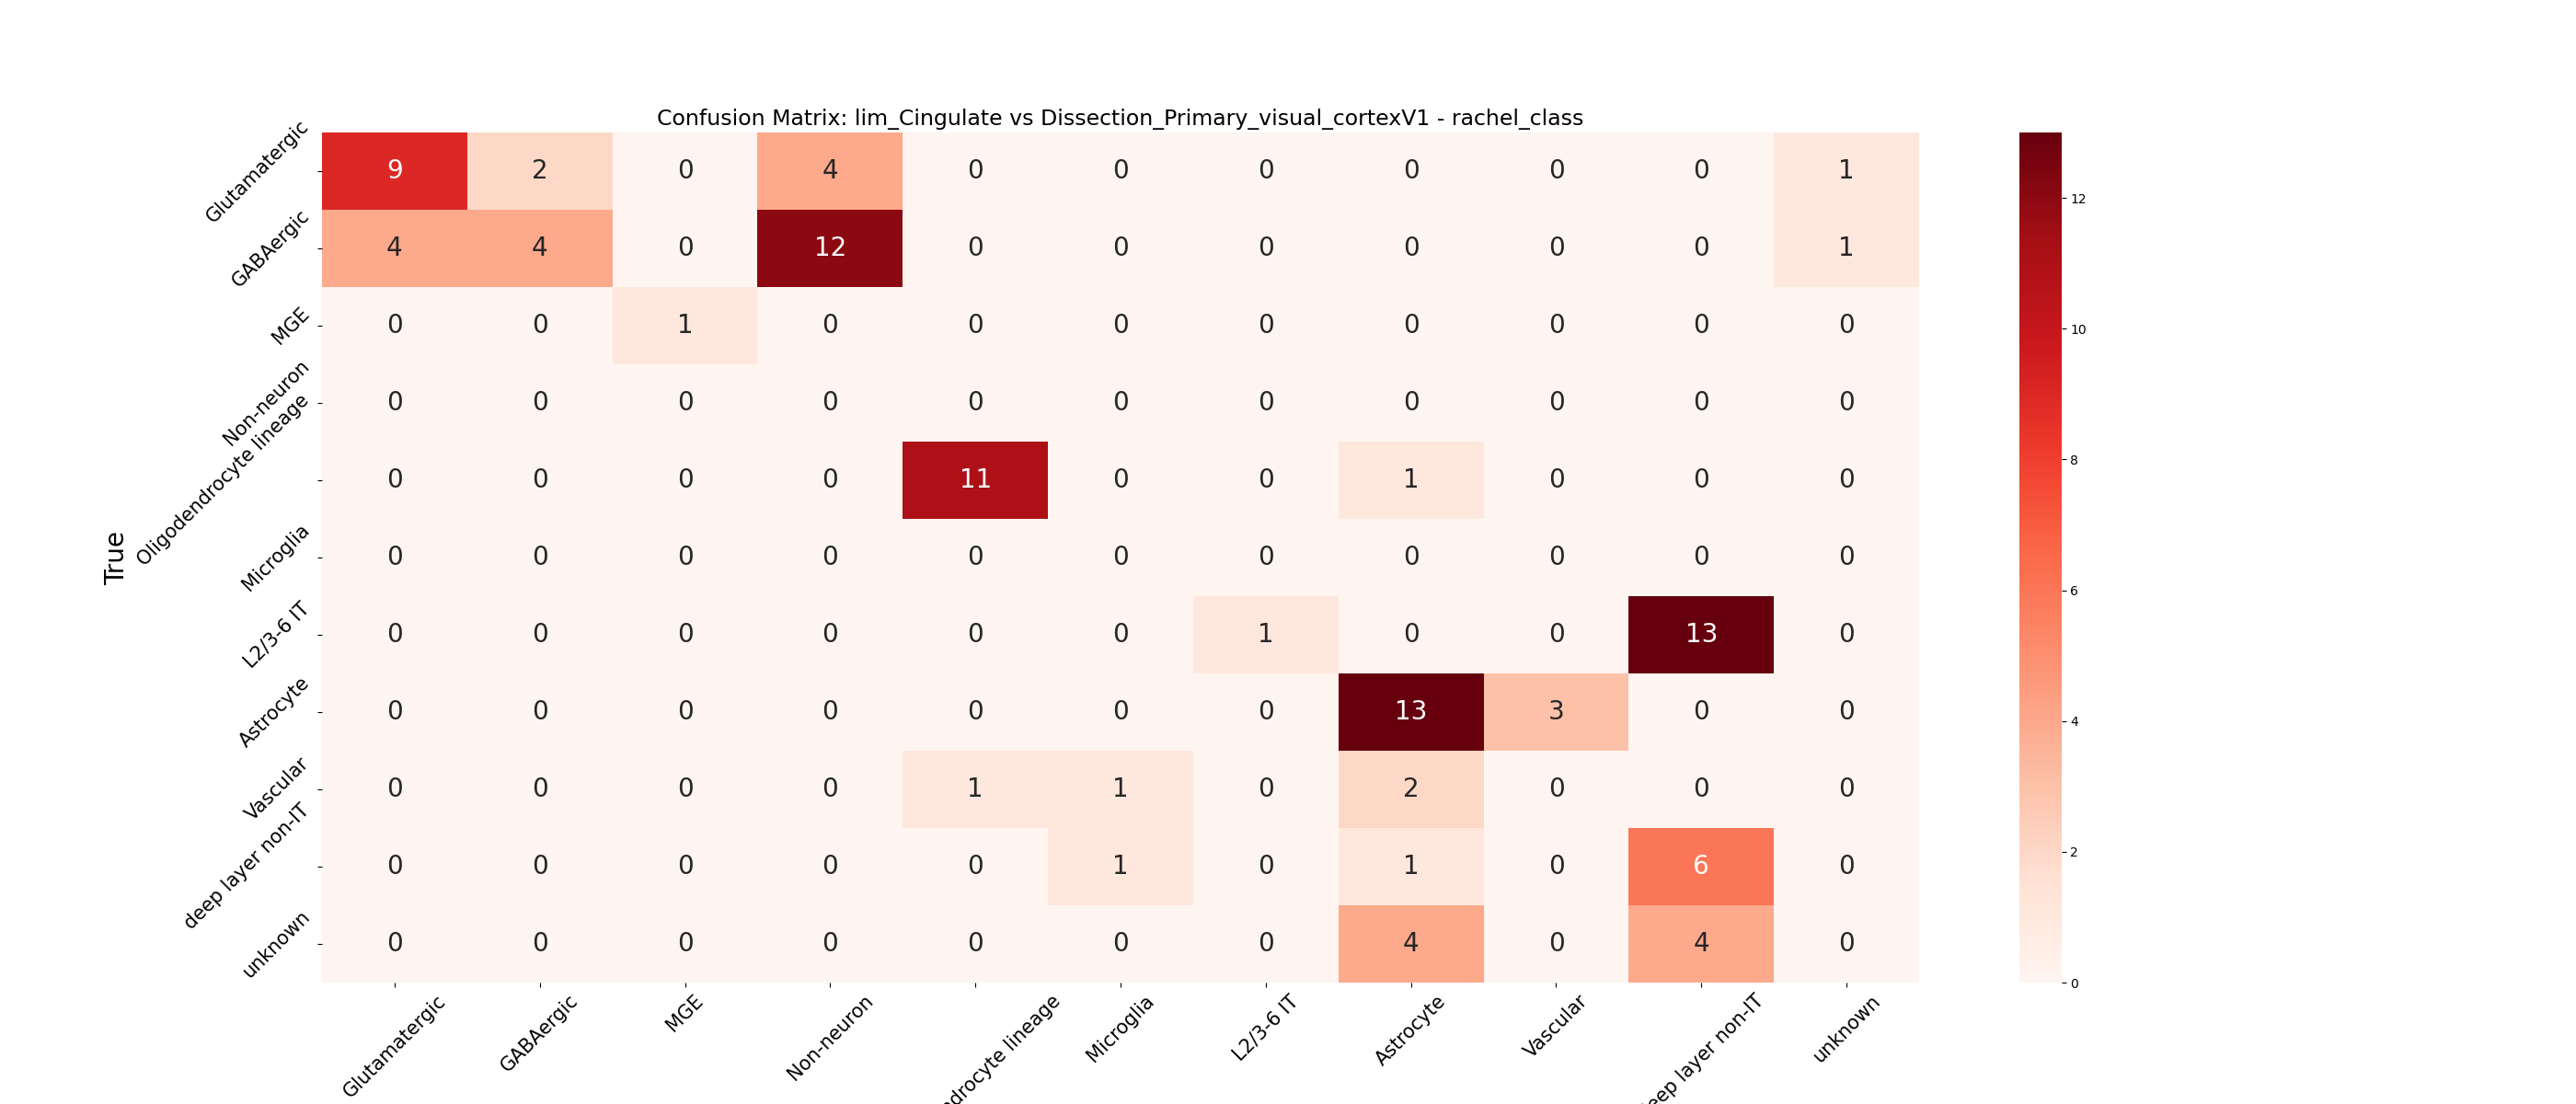 Confusion Matrix: lim_Cingulate vs Dissection_Primary_visual_cortexV1 - rachel_class
Glutamatergic 9 2 0 4 0 0 0 0 0 0 1
GABAergic 4 4 0 12 0 0 0 0 0 0 1
MGE 0 0 1 0 0 0 0 0 0 0 0
Non-neuron 0 0 0 0 0 0 0 0 0 0 0
Oligodendrocyte lineage 0 0 0 0 11 0 0 1 0 0 0
Microglia 0 0 0 0 0 0 0 0 0 0 0
L2/3-6 IT 0 0 0 0 0 0 1 0 0 13 0
Astrocyte 0 0 0 0 0 0 0 13 3 0 0
Vascular 0 0 0 0 1 1 0 2 0 0 0
deep layer non-IT 0 0 0 0 0 1 0 1 0 6 0
unknown 0 0 0 0 0 0 0 4 0 4 0
True
Glutamatergic GABAergic MGE Non-neuron lineage Microglia L2/3-6 IT Astrocyte Vascular layer non-IT unknown
12
10
8
6
4
2
0